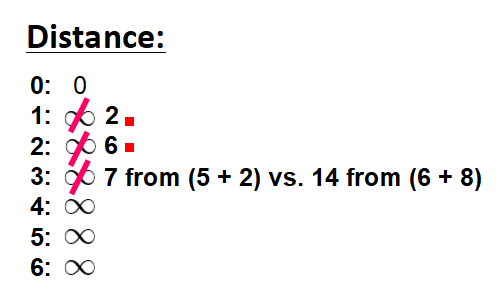 Distance:
0: 0
1: ∞ 2
2: ∞ 6
3: ∞ 7 from (5 + 2) vs. 14 from (6 + 8)
4: ∞
5: ∞
6: ∞